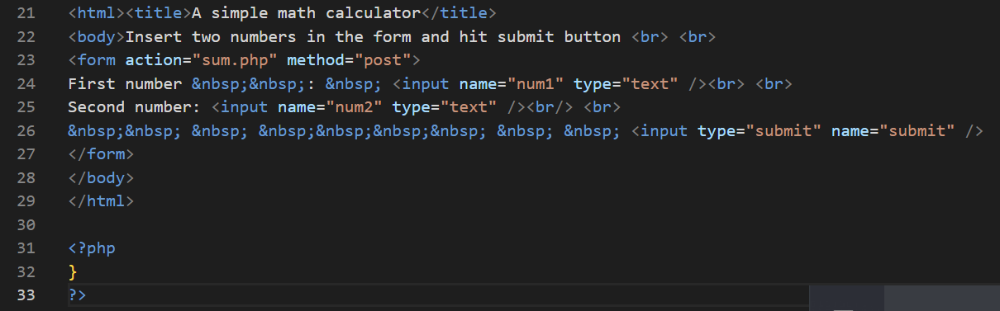 21 <html><title>A simple math calculator</title>
22 <body>Insert two numbers in the form and hit submit button <br> <br>
23 <form action="sum.php" method="post">
24 First number &nbsp;&nbsp;: &nbsp; <input name="num1" type="text" /><br> <br>
25 Second number: <input name="num2" type="text" /><br/> <br>
26 &nbsp;&nbsp; &nbsp; &nbsp;&nbsp;&nbsp;&nbsp; &nbsp; &nbsp; <input type="submit" name="submit" />
27 </form>
28 </body>
29 </html>
30
31 <?php
32 }
33 ?>